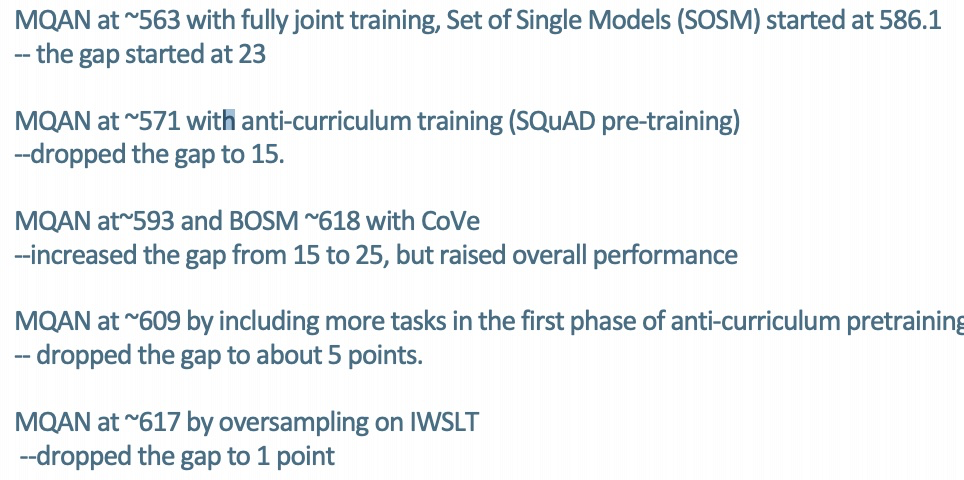 MQAN at ~563 with fully joint training, Set of Single Models (SOSM) started at 586.1
-- the gap started at 23
MQAN at ~571 with anti-curriculum training (SQuAD pre-training)
--dropped the gap to 15.
MQAN at~593 and BOSM ~618 with CoVe
--increased the gap from 15 to 25, but raised overall performance
MQAN at ~609 by including more tasks in the first phase of anti-curriculum pretraining
-- dropped the gap to about 5 points.
MQAN at ~617 by oversampling on IWSLT
--dropped the gap to 1 point